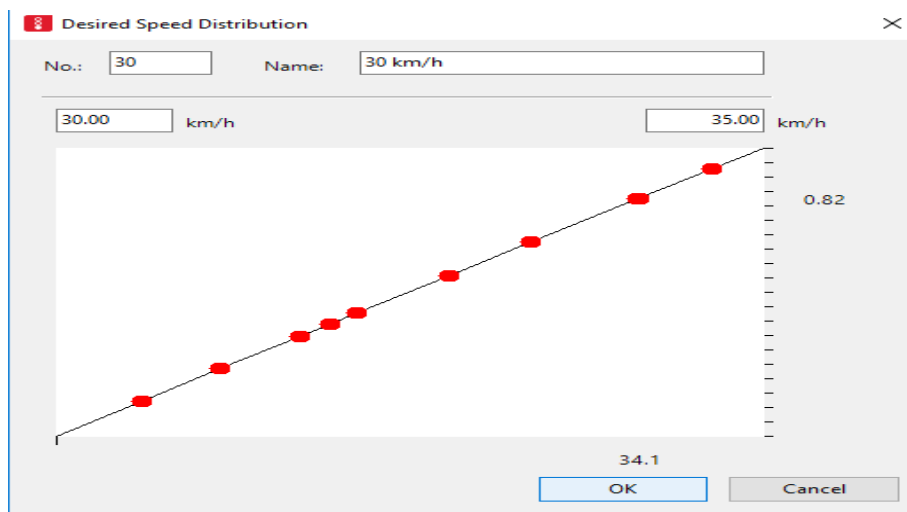 Desired Speed Distribution
No.: 30 Name: 30 km/h
30.00 km/h 35.00 km/h
0.82
34.1
OK Cancel